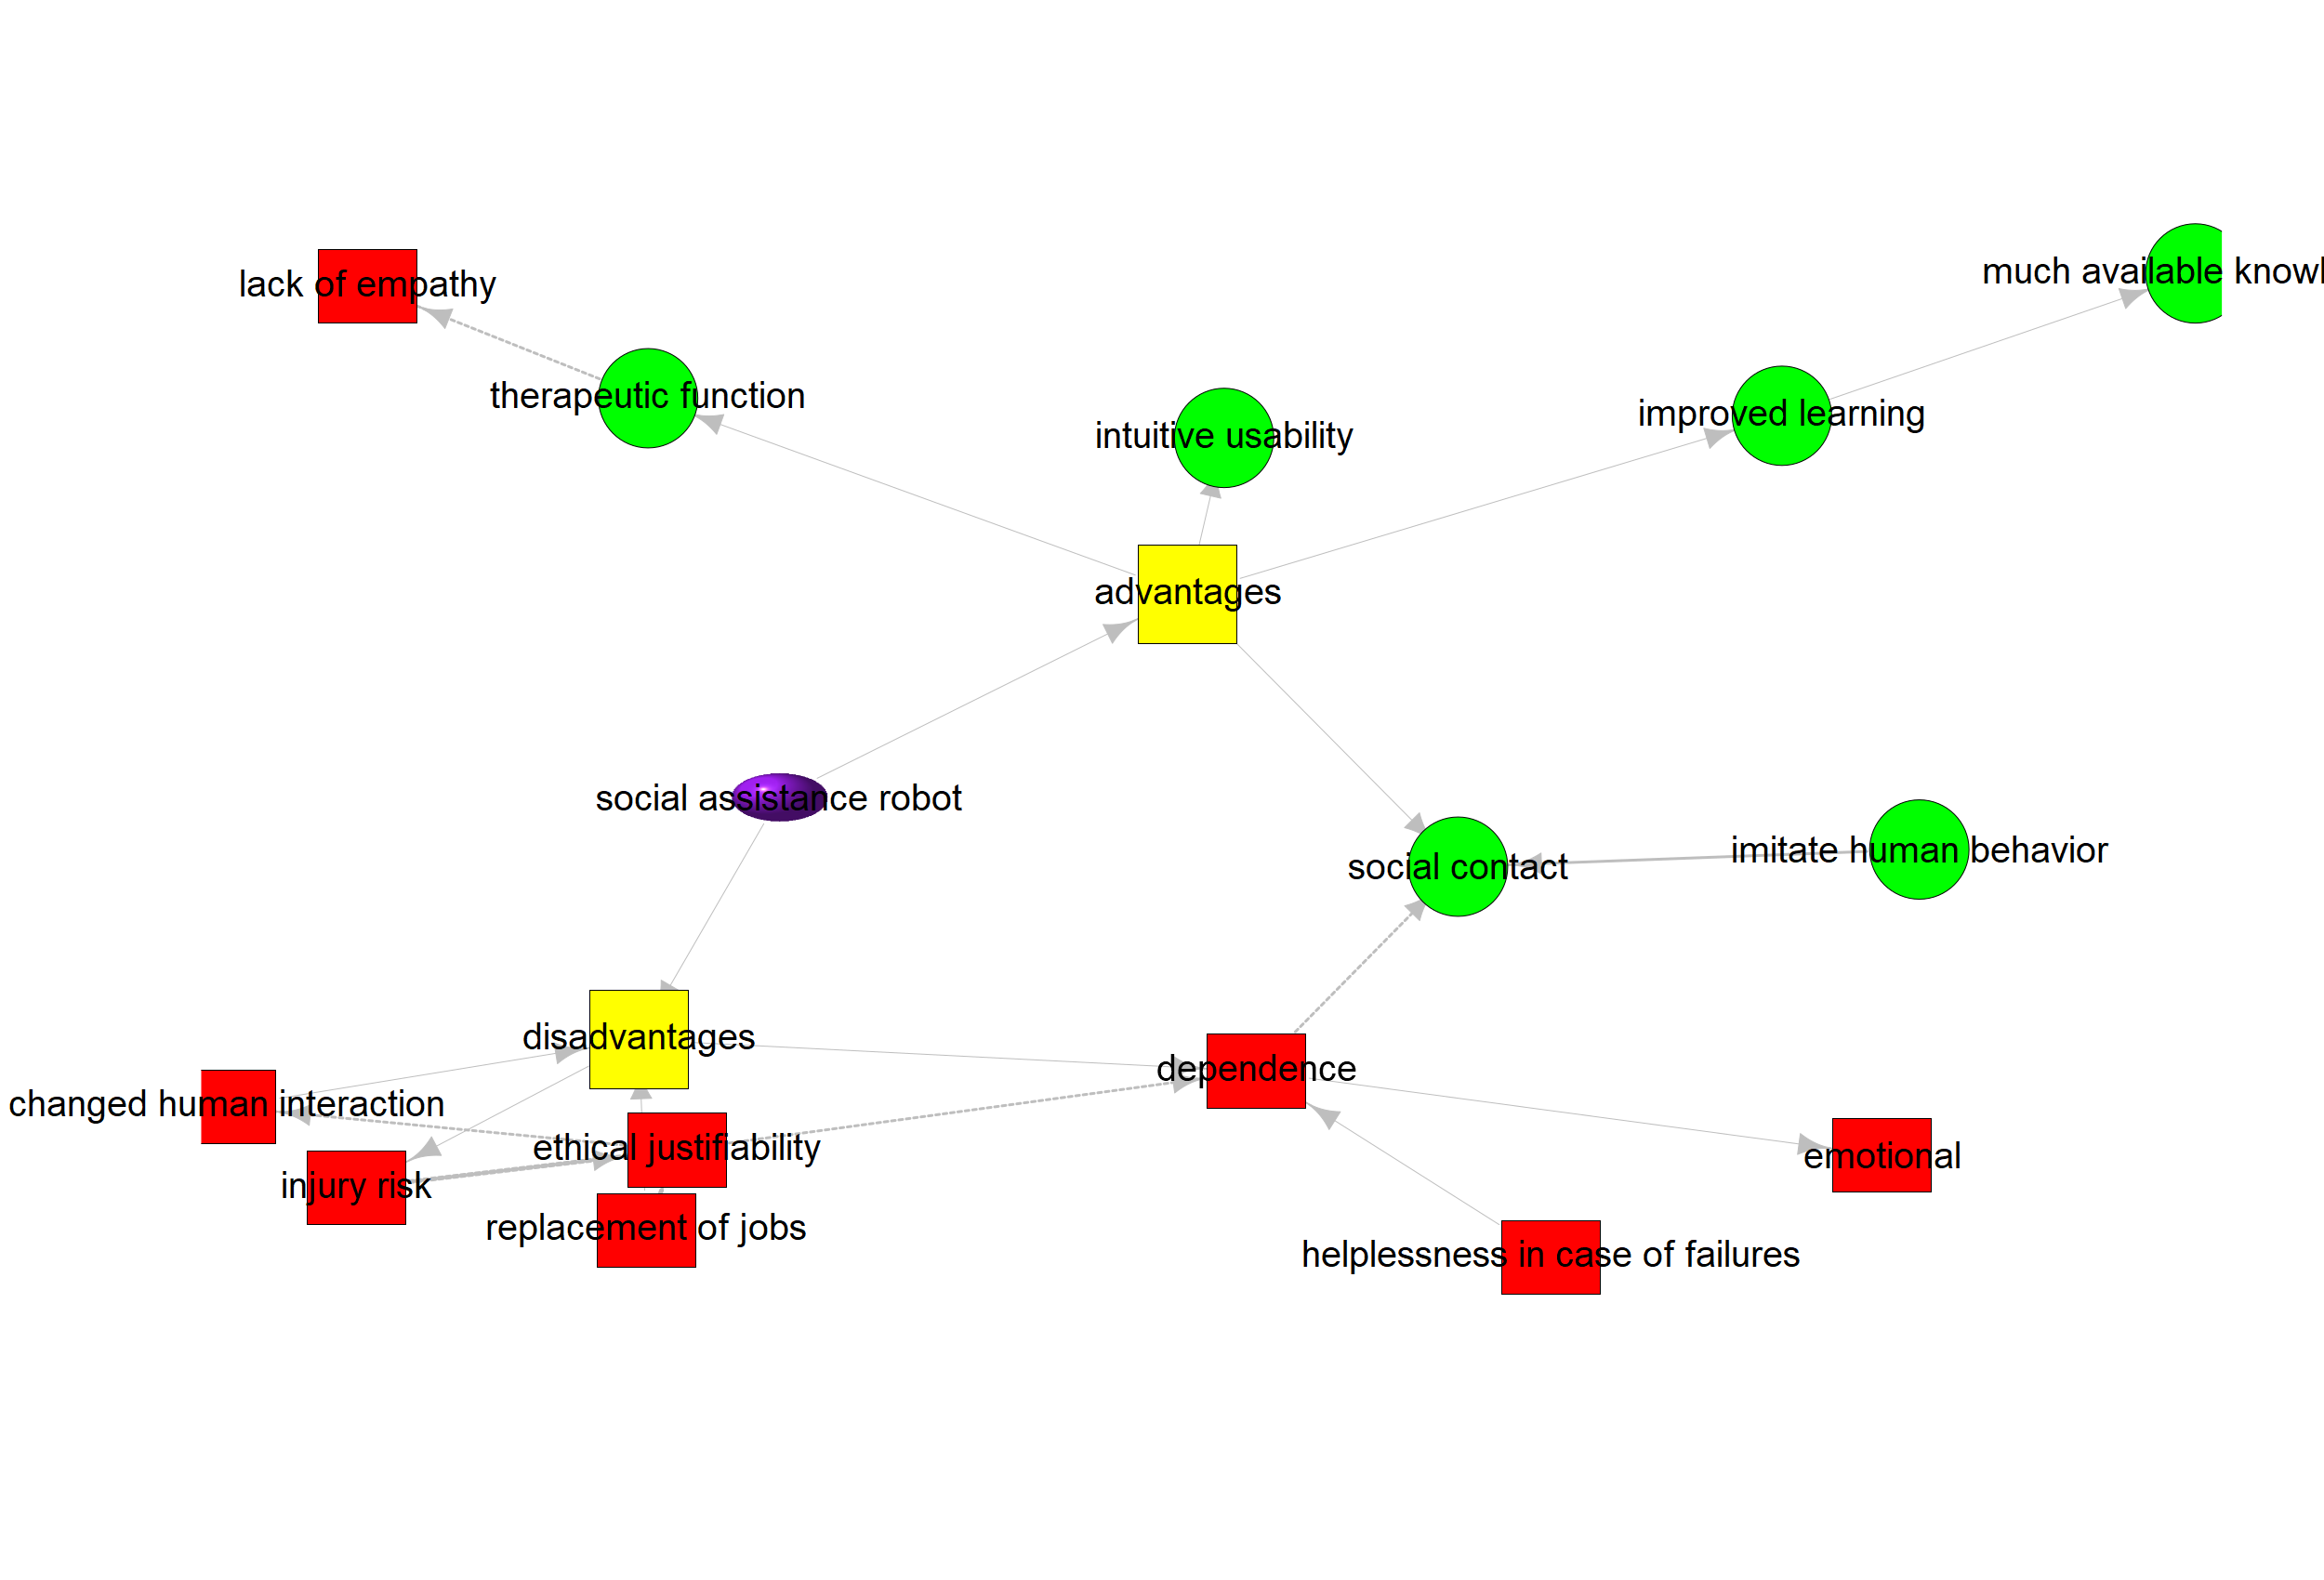 much available knowl
lack of empathy
therapeutic function
improved learning
intuitive usability
advantages
social assistance robot
imitate human behavior
social contact
disadvantages
dependence
changed human interaction
ethical justifiability
emotional
injury risk
replacement of jobs
helplessness in case of failures